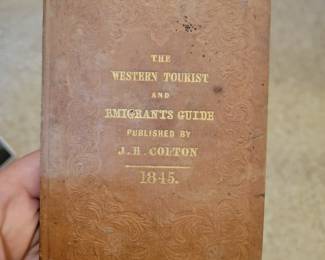 THE
WESTERN TOURIST
AND
EMIGRANTS GUIDE
PUBLISHED BY
J. H. COLTON
1845.